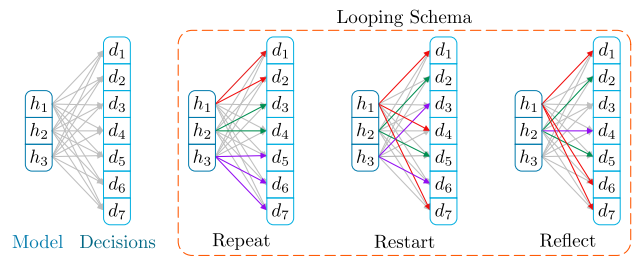 Looping Schema
d1
d2
h1 d3
h2 d4
h3 d5
d6
d7
Model Decisions
d1
d2
h1 d3
h2 d4
h3 d5
d6
d7
Repeat
d1
d2
h1 d3
h2 d4
h3 d5
d6
d7
Restart
d1
d2
h1 d3
h2 d4
h3 d5
d6
d7
Reflect